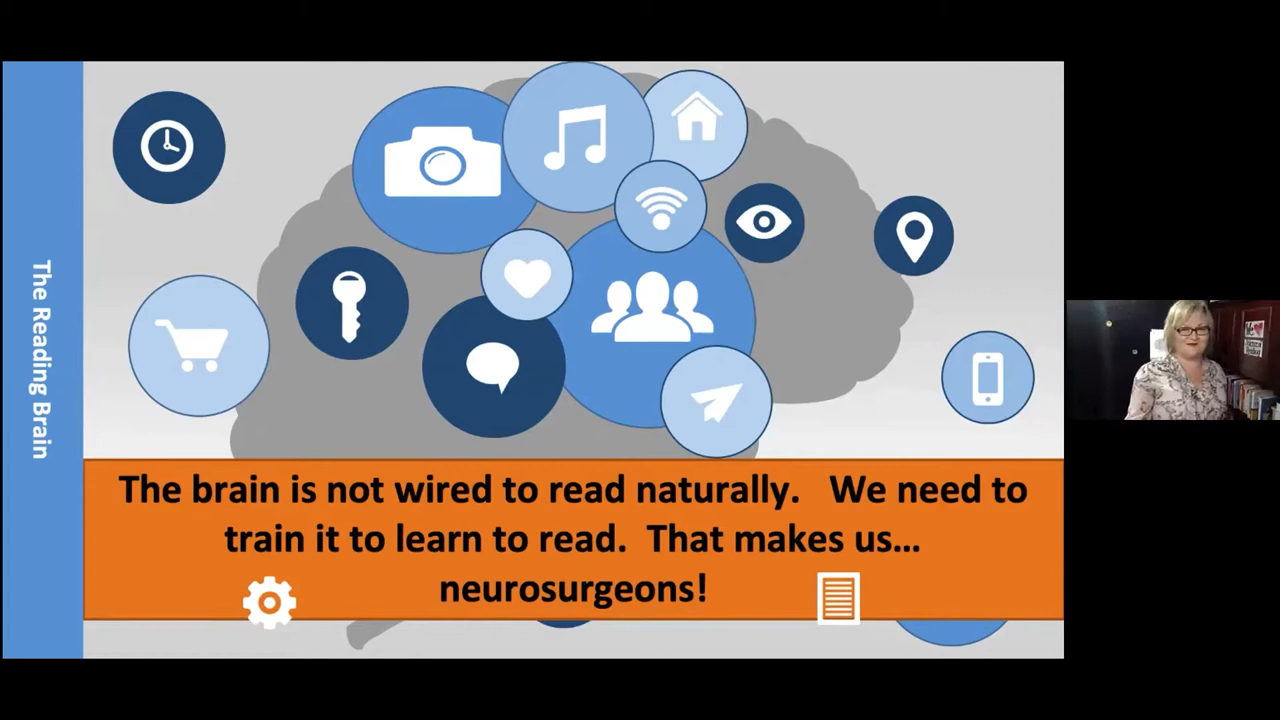 The Reading Brain
The brain is not wired to read naturally. We need to
train it to learn to read. That makes us...
neurosurgeons!
We